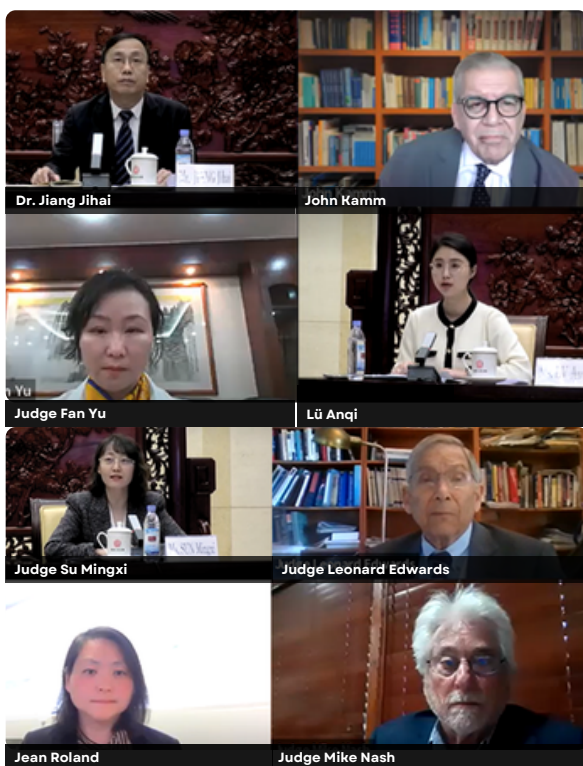 Dr. Jiang Jihai
John Kamm
n Yu
Judge Fan Yu
Lü Anqi
Judge Su Mingxi
Judge Leonard Edwards
Jean Roland
Judge Mike Nash